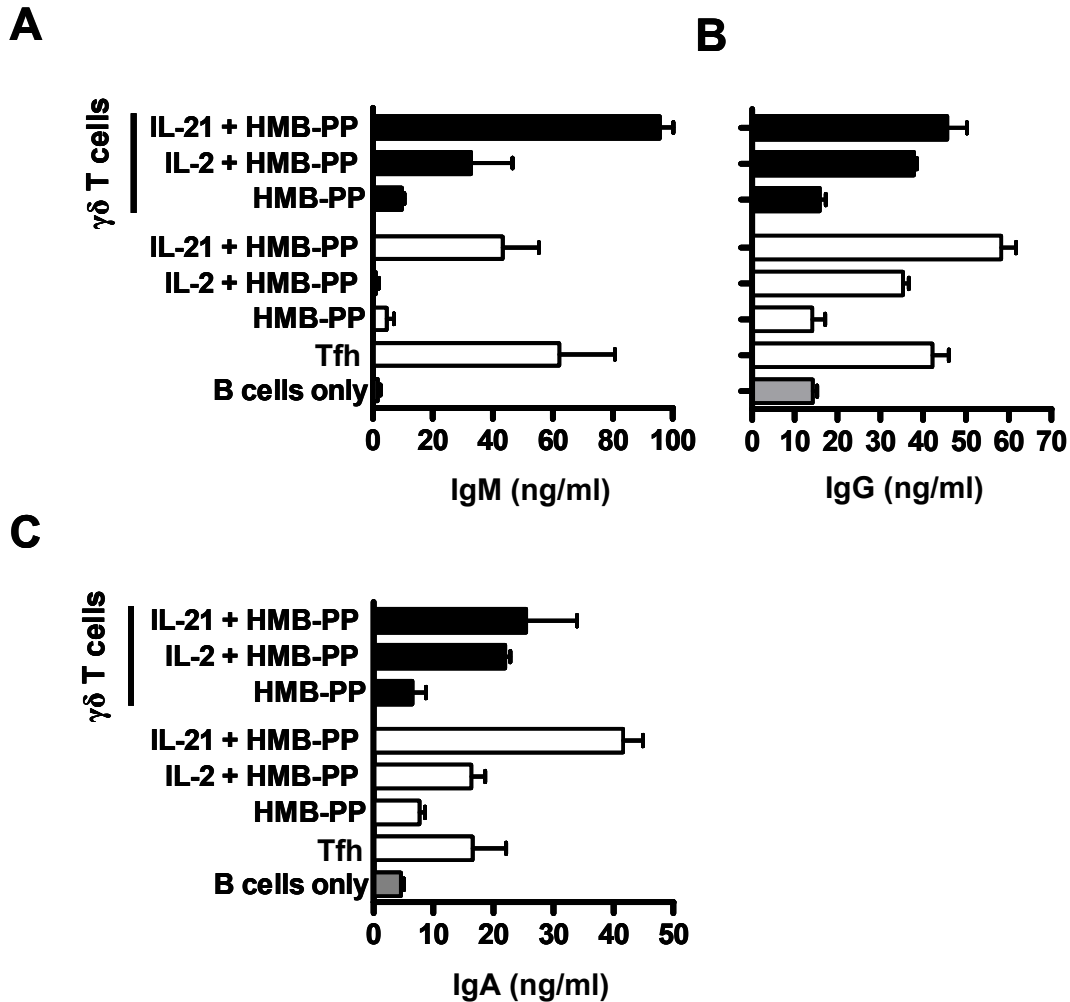 A
B
γδ T cells
IL-21 + HMB-PP
IL-2 + HMB-PP
HMB-PP
IL-21 + HMB-PP
IL-2 + HMB-PP
HMB-PP
Tfh
B cells only
0 20 40 60 80 100
IgM (ng/ml)
0 10 20 30 40 50 60 70
IgG (ng/ml)
C
γδ T cells
IL-21 + HMB-PP
IL-2 + HMB-PP
HMB-PP
IL-21 + HMB-PP
IL-2 + HMB-PP
HMB-PP
Tfh
B cells only
0 10 20 30 40 50
IgA (ng/ml)